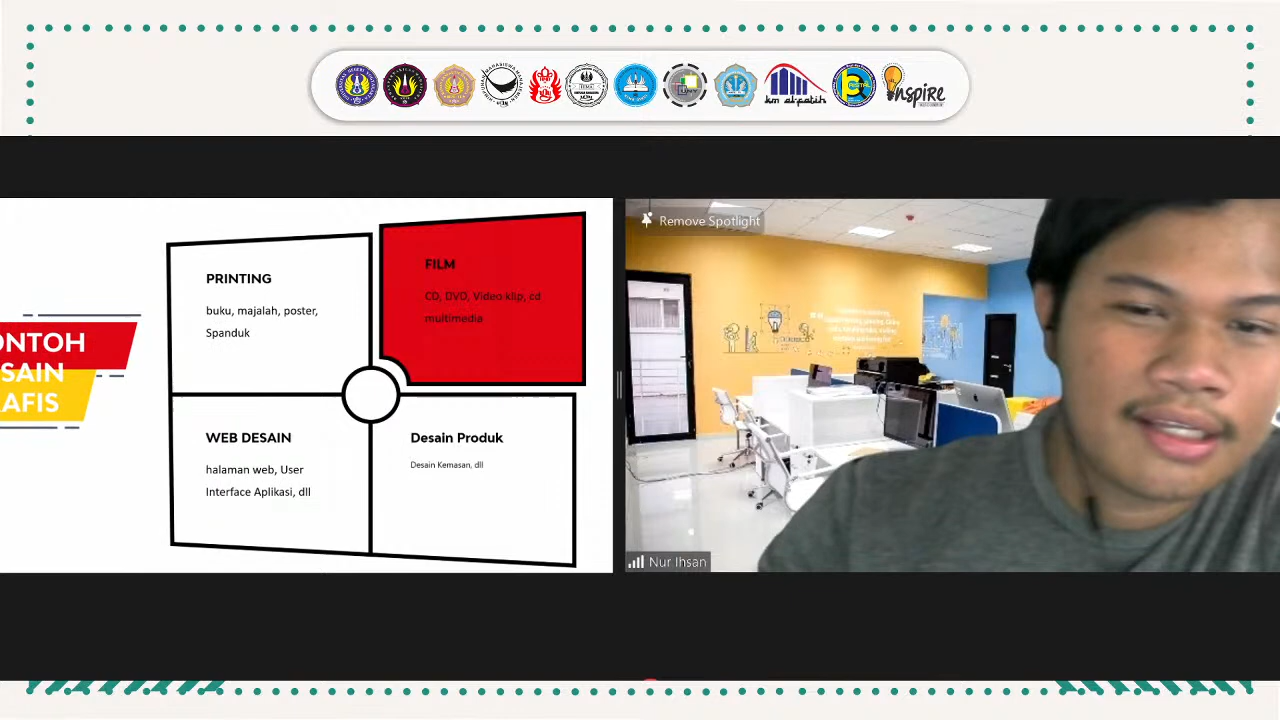 km al-fatih
inspire
ONTOH
SAIN
AFIS
PRINTING
buku, majalah, poster,
Spanduk
FILM
CD, DVD, Video klip, cd
multimedia
WEB DESAIN
halaman web, User
Interface Aplikasi, dll
Desain Produk
Desain Kemasan, dll
Remove Spotlight
Nur Ihsan